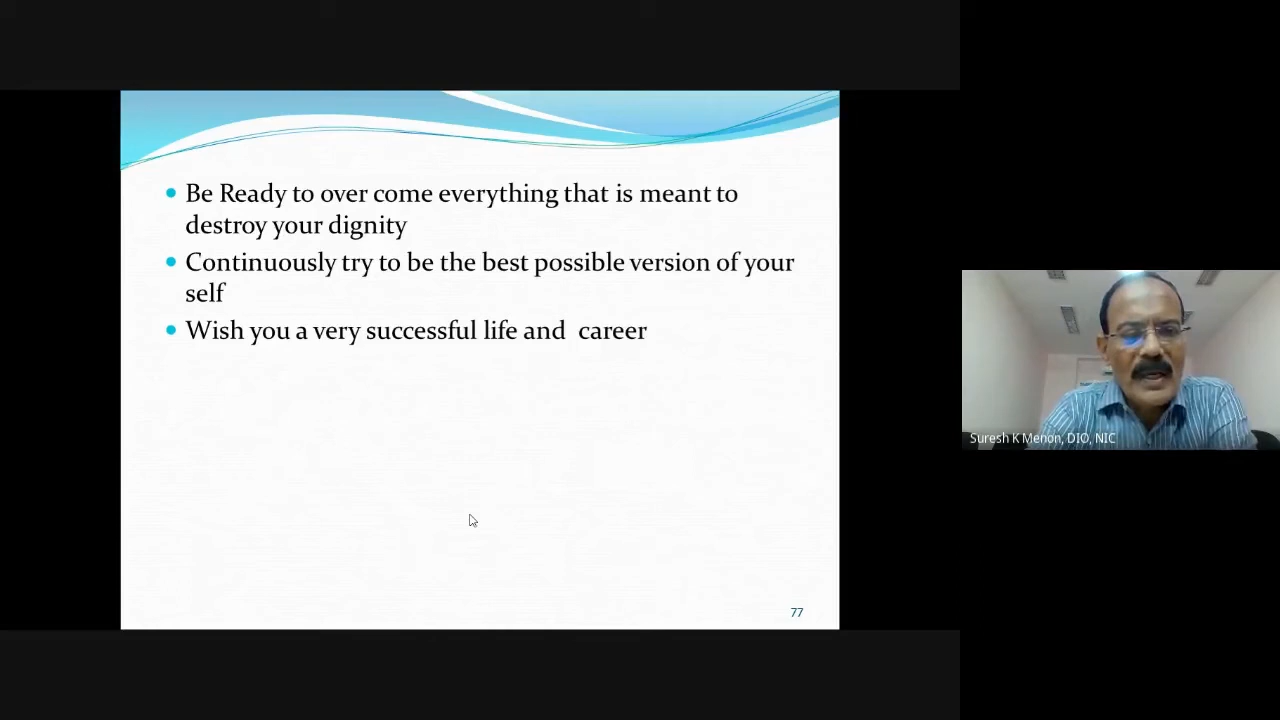 Be Ready to over come everything that is meant to
destroy your dignity
Continuously try to be the best possible version of your
self
Wish you a very successful life and  career
77
Suresh K Menon, DIO, NIC